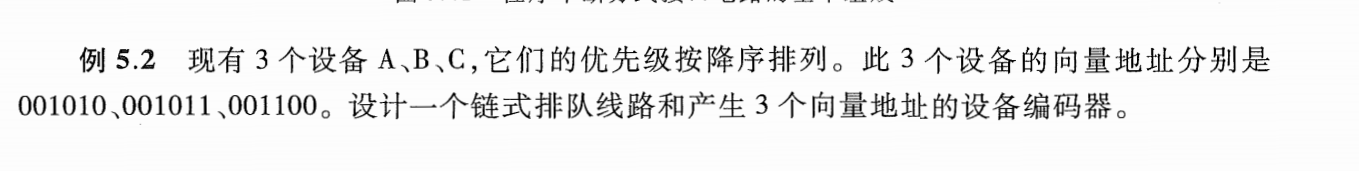 例 5.2 现有 3 个设备 A、B、C,它们的优先级按降序排列。此 3 个设备的向量地址分别是
001010、001011、001100。设计一个链式排队线路和产生 3 个向量地址的设备编码器。